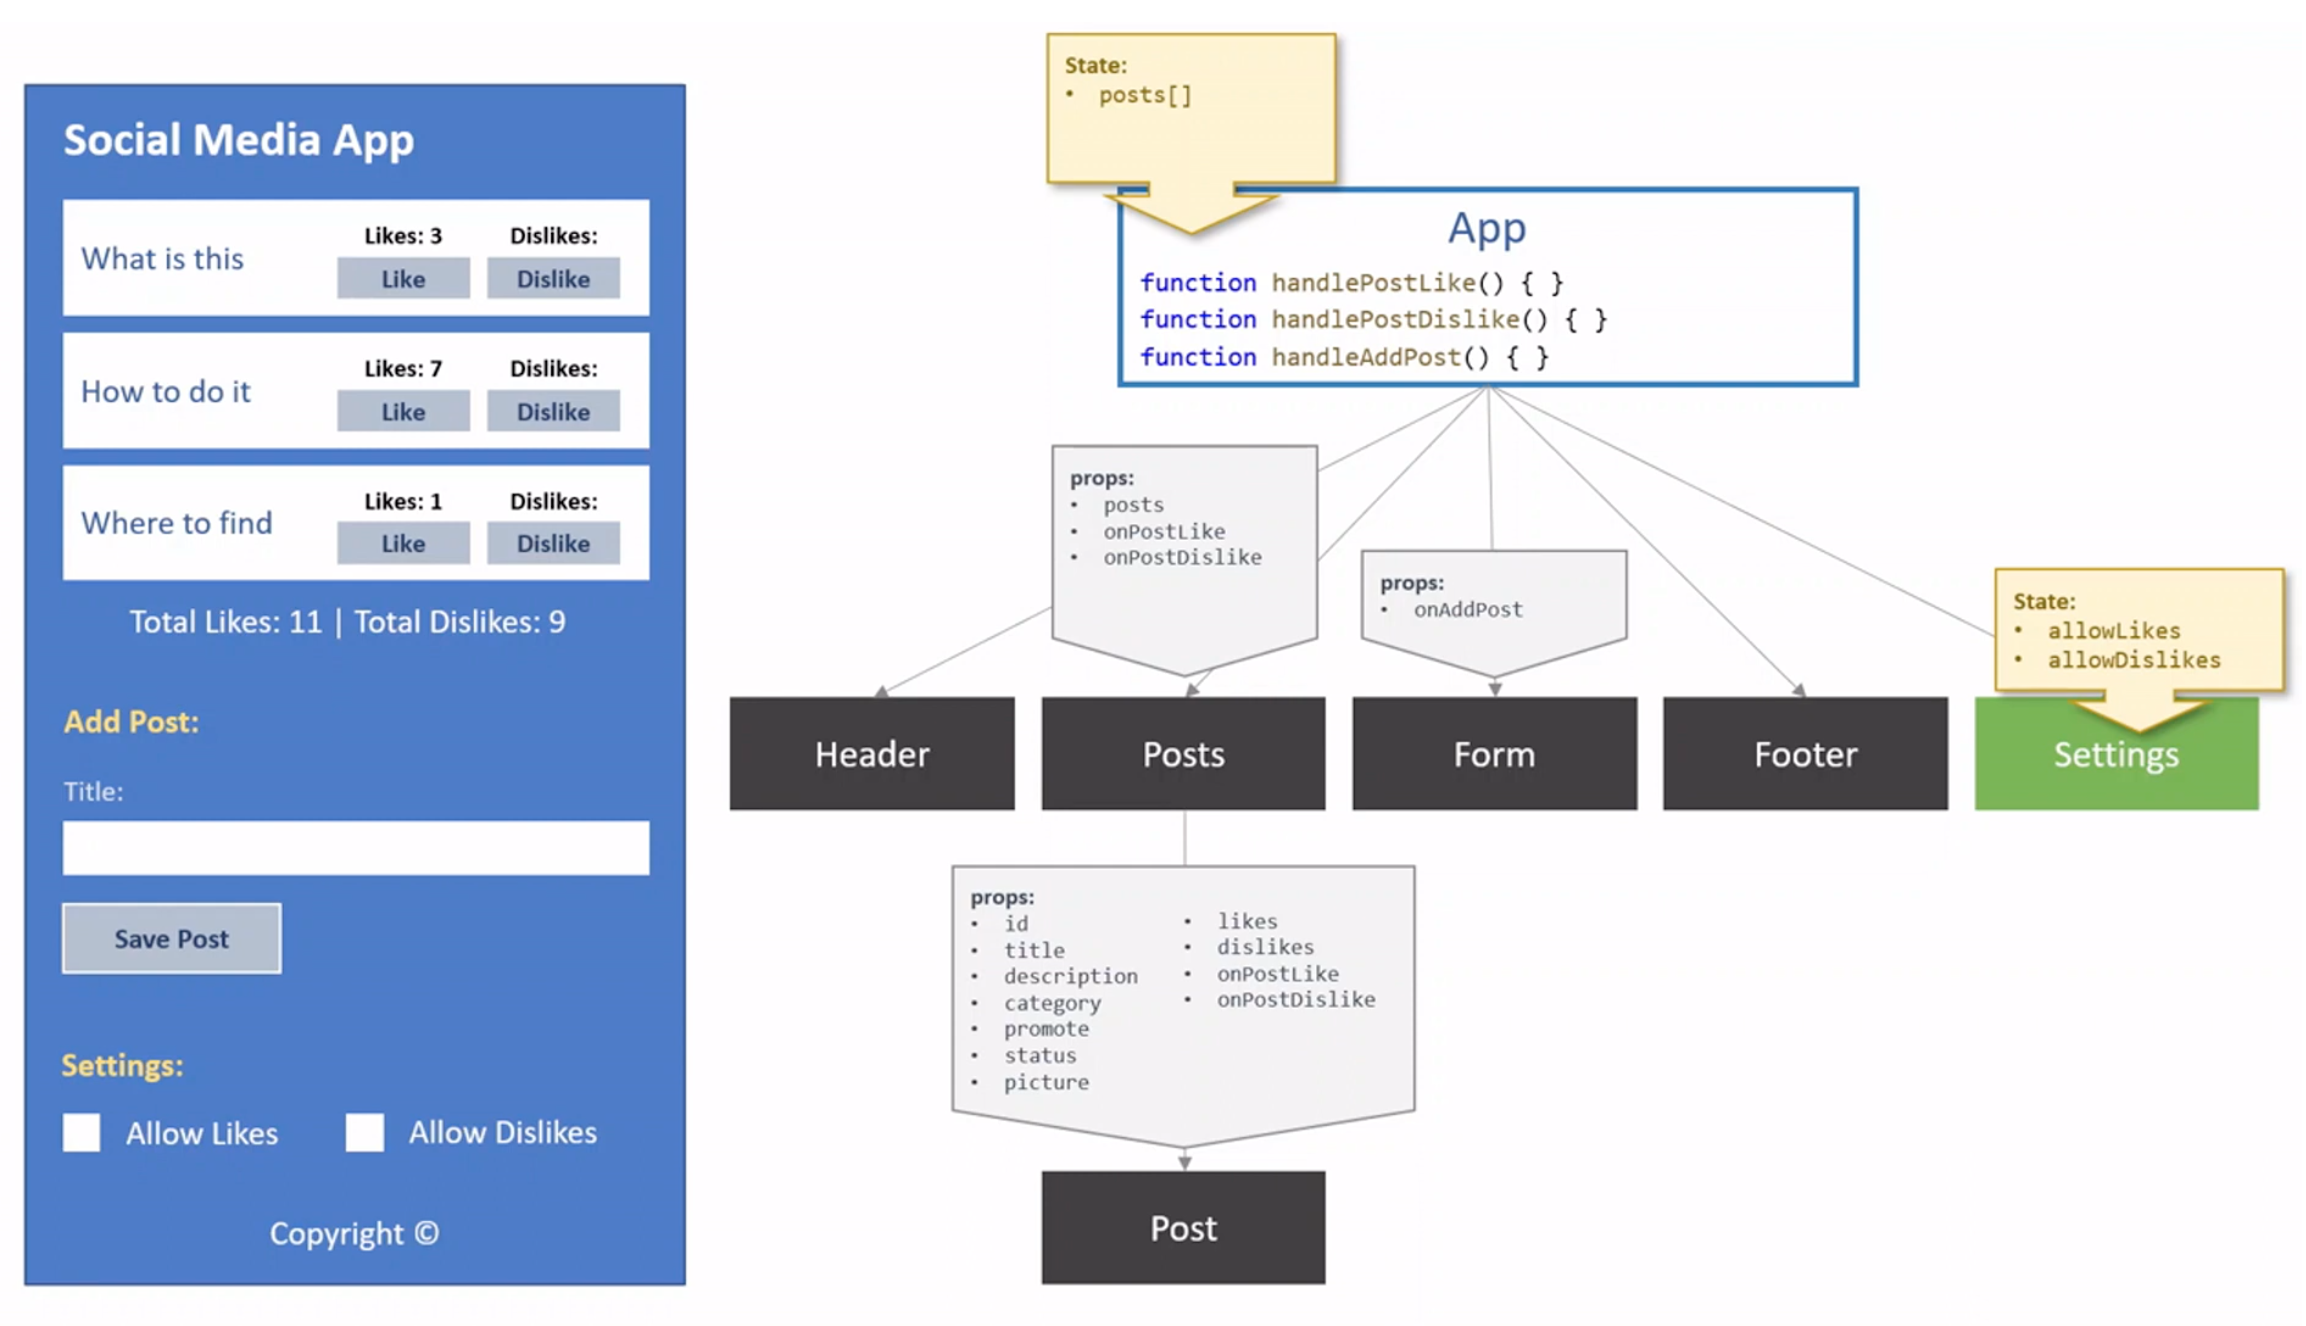 Social Media App
What is this
Likes: 3
Dislikes:
Like
Dislike
How to do it
Likes: 7
Dislikes:
Like
Dislike
Where to find
Likes: 1
Dislikes:
Like
Dislike
Total Likes: 11 | Total Dislikes: 9
Add Post:
Title:
Save Post
Settings:
Allow Likes
Allow Dislikes
Copyright ©
State:
• posts[]
App
function handlePostLike() { }
function handlePostDislike() { }
function handleAddPost() { }
props:
• posts
• onPostLike
• onPostDislike
props:
• onAddPost
State:
• allowLikes
• allowDislikes
Header
Posts
Form
Footer
Settings
props:
• id
• title
• description
• category
• promote
• status
• picture
• likes
• dislikes
• onPostLike
• onPostDislike
Post